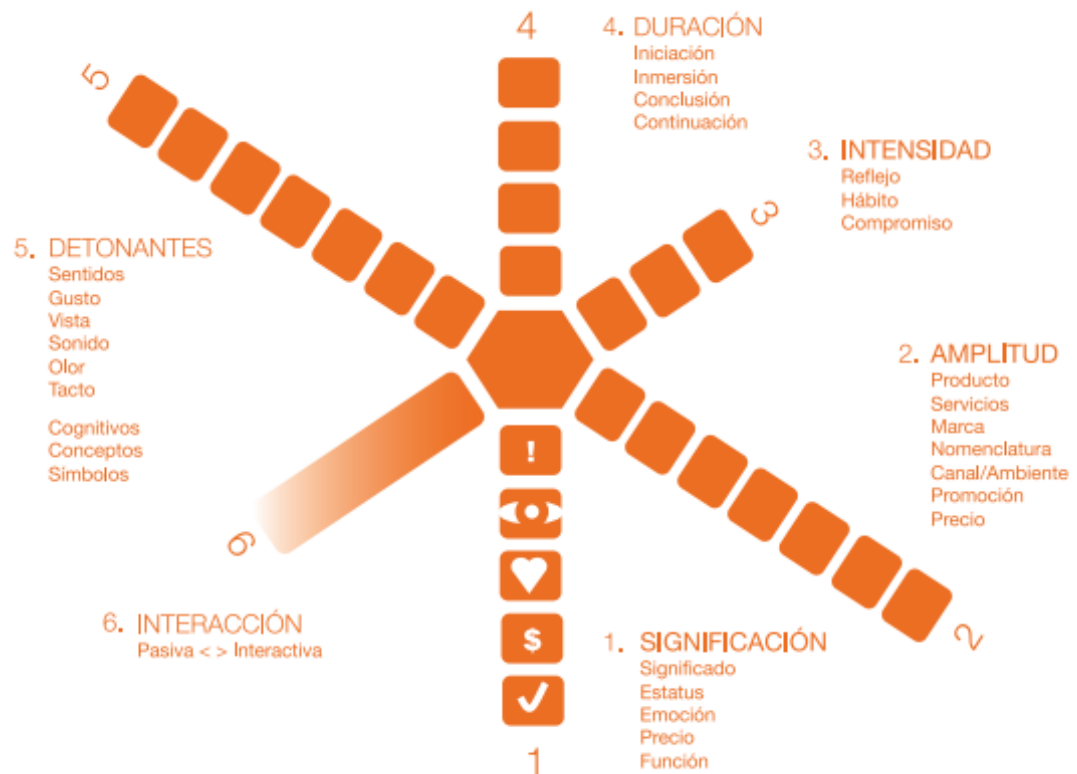 4
4. DURACIÓN
Iniciación
Inmersión
Conclusión
Continuación
5
3. INTENSIDAD
Reflejo
Hábito
Compromiso
3
5. DETONANTES
Sentidos
Gusto
Vista
Sonido
Olor
Tacto
Cognitivos
Conceptos
Símbolos
2. AMPLITUD
Producto
Servicios
Marca
Nomenclatura
Canal/Ambiente
Promoción
Precio
!
6
$
2
6. INTERACCIÓN
Pasiva < > Interactiva
1. SIGNIFICACIÓN
Significado
Estatus
Emoción
Precio
Función
1